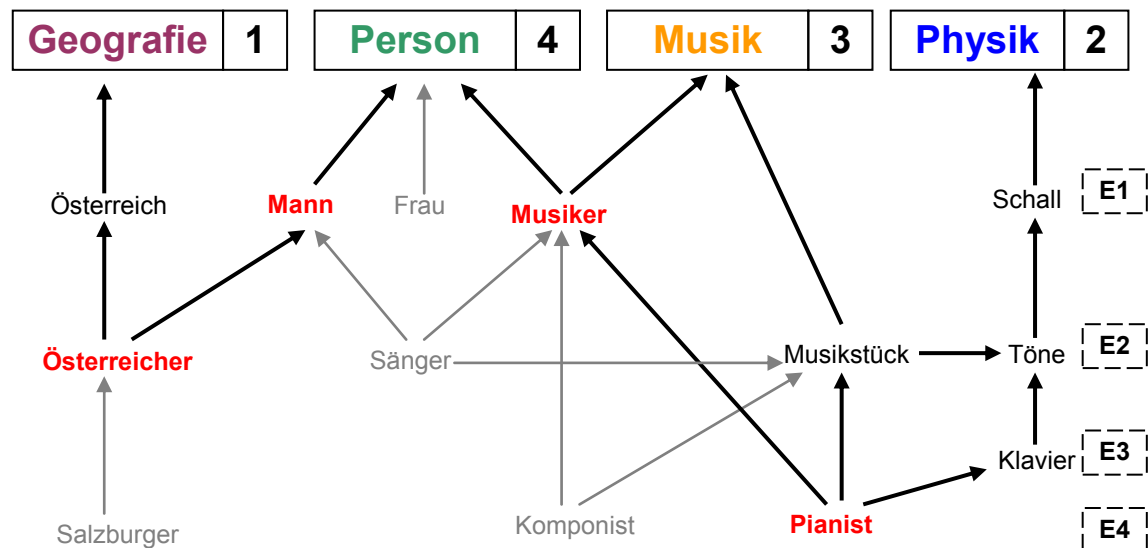 Geografie 1 Person 4 Musik 3 Physik 2
Österreich Mann Frau Musiker Schall E1
Österreicher Sänger Musikstück Töne E2
Klavier E3
Salzburger Komponist Pianist E4